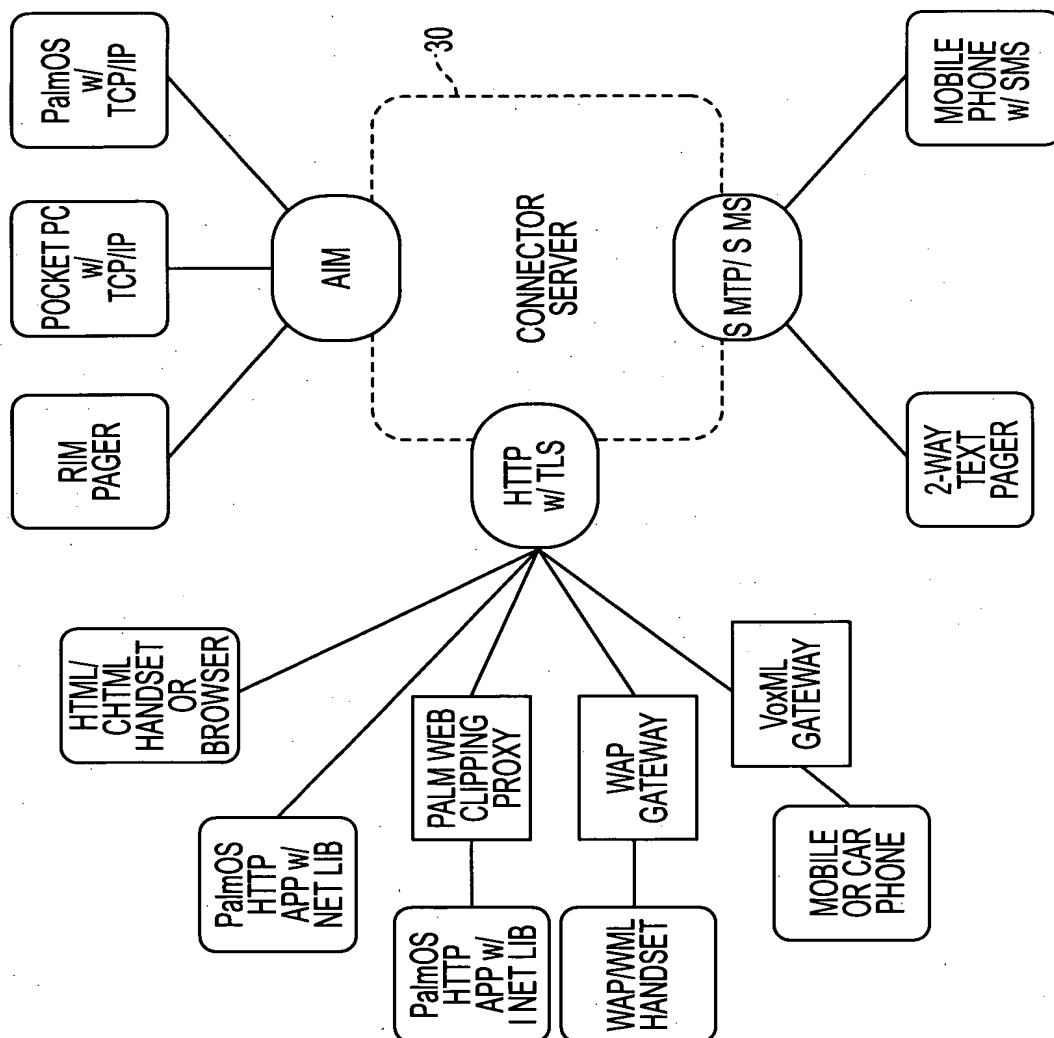 HTML/
CHTML
HANDSET
OR
BROWSER
RIM
PAGER
POCKET PC
w/
TCP/IP
PalmOS
w/
TCP/IP
PalmOS
HTTP
APP w/
NET LIB
AIM
30
PalmOS
HTTP
APP w/
I NET LIB
PALM WEB
CLIPPING
PROXY
HTTP
w/ TLS
CONNECTOR
SERVER
WAP/WML
HANDSET
WAP
GATEWAY
VoxML
GATEWAY
S MTP/ S MS
MOBILE
OR CAR
PHONE
2-WAY
TEXT
PAGER
MOBILE
PHONE
w/ SMS